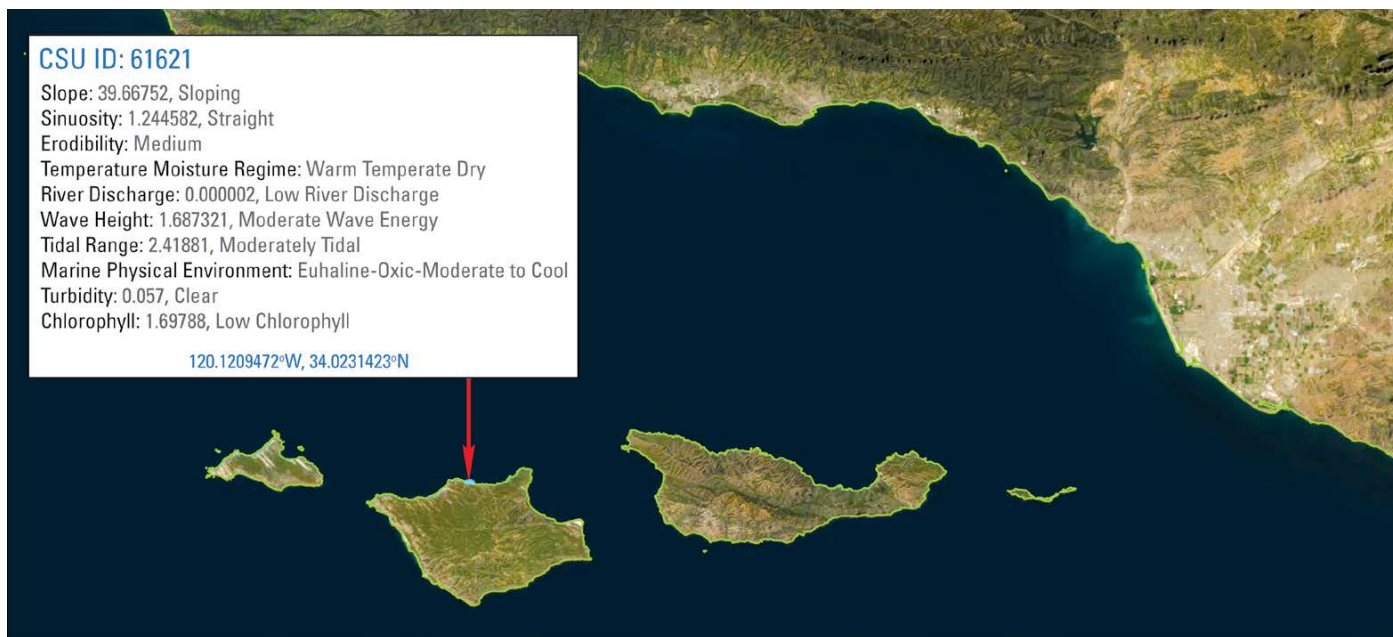 CSU ID: 61621
Slope: 39.66752, Sloping
Sinuosity: 1.244582, Straight
Erodibility: Medium
Temperature Moisture Regime: Warm Temperate Dry
River Discharge: 0.000002, Low River Discharge
Wave Height: 1.687321, Moderate Wave Energy
Tidal Range: 2.41881, Moderately Tidal
Marine Physical Environment: Euhaline-Oxic-Moderate to Cool
Turbidity: 0.057, Clear
Chlorophyll: 1.69788, Low Chlorophyll
120.1209472ºW, 34.0231423ºN